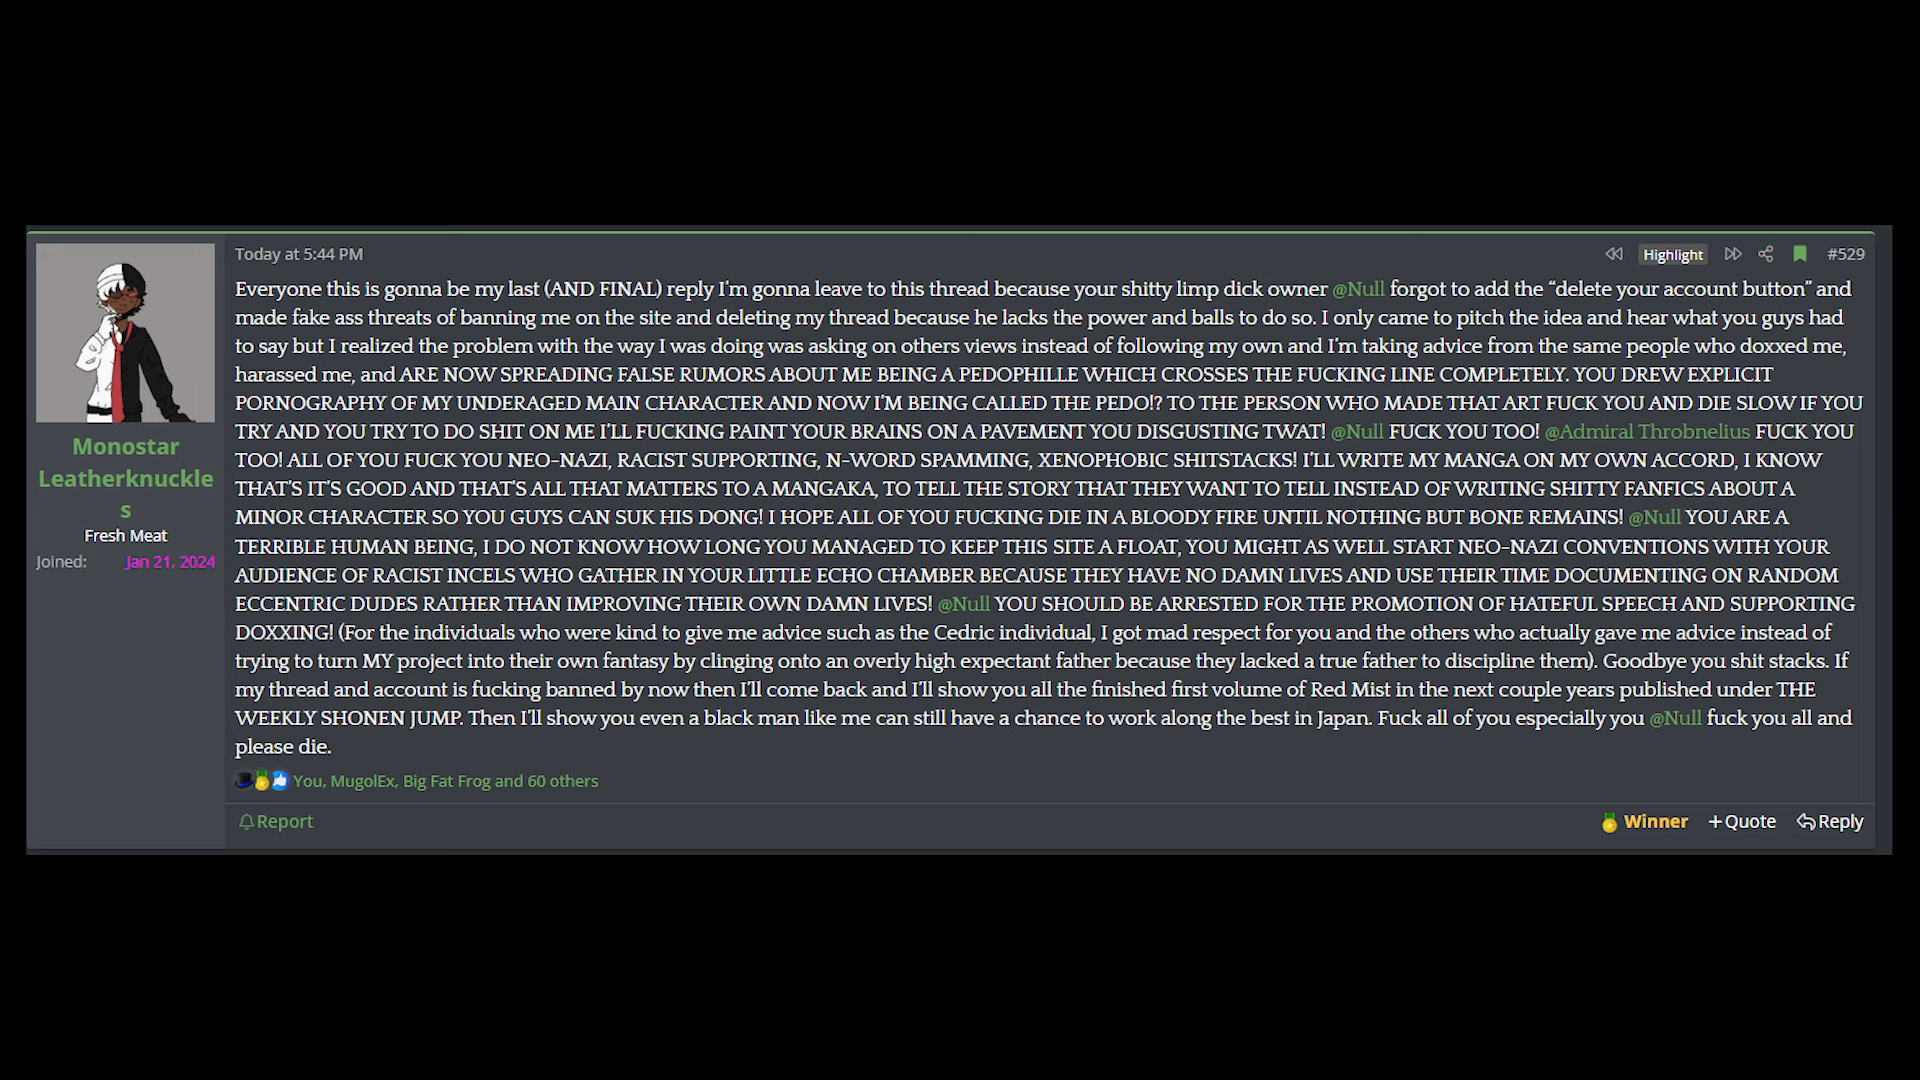 Today at 5:44 PM
Highlight
#529
Everyone this is gonna be my last (AND FINAL) reply I'm gonna leave to this thread because your shitty limp dick owner @Null forgot to add the “delete your account button” and
made fake ass threats of banning me on the site and deleting my thread because he lacks the power and balls to do so. I only came to pitch the idea and hear what you guys had
to say but I realized the problem with the way I was doing was asking on others views instead of following my own and I'm taking advice from the same people who doxxed me,
harassed me, and ARE NOW SPREADING FALSE RUMORS ABOUT ME BEING A PEDOPHILLE WHICH CROSSES THE FUCKING LINE COMPLETELY. YOU DREW EXPLICIT
PORNOGRAPHY OF MY UNDERAGED MAIN CHARACTER AND NOW I'M BEING CALLED THE PEDO!? TO THE PERSON WHO MADE THAT ART FUCK YOU AND DIE SLOW IF YOU
TRY AND YOU TRY TO DO SHIT ON ME I'LL FUCKING PAINT YOUR BRAINS ON A PAVEMENT YOU DISGUSTING TWAT! @Null FUCK YOU TOO! @Admiral Throbnelius FUCK YOU
TOO! ALL OF YOU FUCK YOU NEO-NAZI, RACIST SUPPORTING, N-WORD SPAMMING, XENOPHOBIC SHITSTACKS! I'LL WRITE MY MANGA ON MY OWN ACCORD, I KNOW
THAT'S IT'S GOOD AND THAT'S ALL THAT MATTERS TO A MANGAKA, TO TELL THE STORY THAT THEY WANT TO TELL INSTEAD OF WRITING SHITTY FANFICS ABOUT A
MINOR CHARACTER SO YOU GUYS CAN SUK HIS DONG! I HOPE ALL OF YOU FUCKING DIE IN A BLOODY FIRE UNTIL NOTHING BUT BONE REMAINS! @Null YOU ARE A
TERRIBLE HUMAN BEING, I DO NOT KNOW HOW LONG YOU MANAGED TO KEEP THIS SITE A FLOAT, YOU MIGHT AS WELL START NEO-NAZI CONVENTIONS WITH YOUR
AUDIENCE OF RACIST INCELS WHO GATHER IN YOUR LITTLE ECHO CHAMBER BECAUSE THEY HAVE NO DAMN LIVES AND USE THEIR TIME DOCUMENTING ON RANDOM
ECCENTRIC DUDES RATHER THAN IMPROVING THEIR OWN DAMN LIVES! @Null YOU SHOULD BE ARRESTED FOR THE PROMOTION OF HATEFUL SPEECH AND SUPPORTING
DOXXING! (For the individuals who were kind to give me advice such as the Cedric individual, I got mad respect for you and the others who actually gave me advice instead of
trying to turn MY project into their own fantasy by clinging onto an overly high expectant father because they lacked a true father to discipline them). Goodbye you shit stacks. If
my thread and account is fucking banned by now then I'll come back and I'll show you all the finished first volume of Red Mist in the next couple years published under THE
WEEKLY SHONEN JUMP. Then I'll show you even a black man like me can still have a chance to work along the best in Japan. Fuck all of you especially you @Null fuck you all and
please die.
Monostar
Leatherknuckle
s
Fresh Meat
Joined: Jan 21, 2024
You, MugolEx, Big Fat Frog and 60 others
Report
Winner
+Quote
Reply